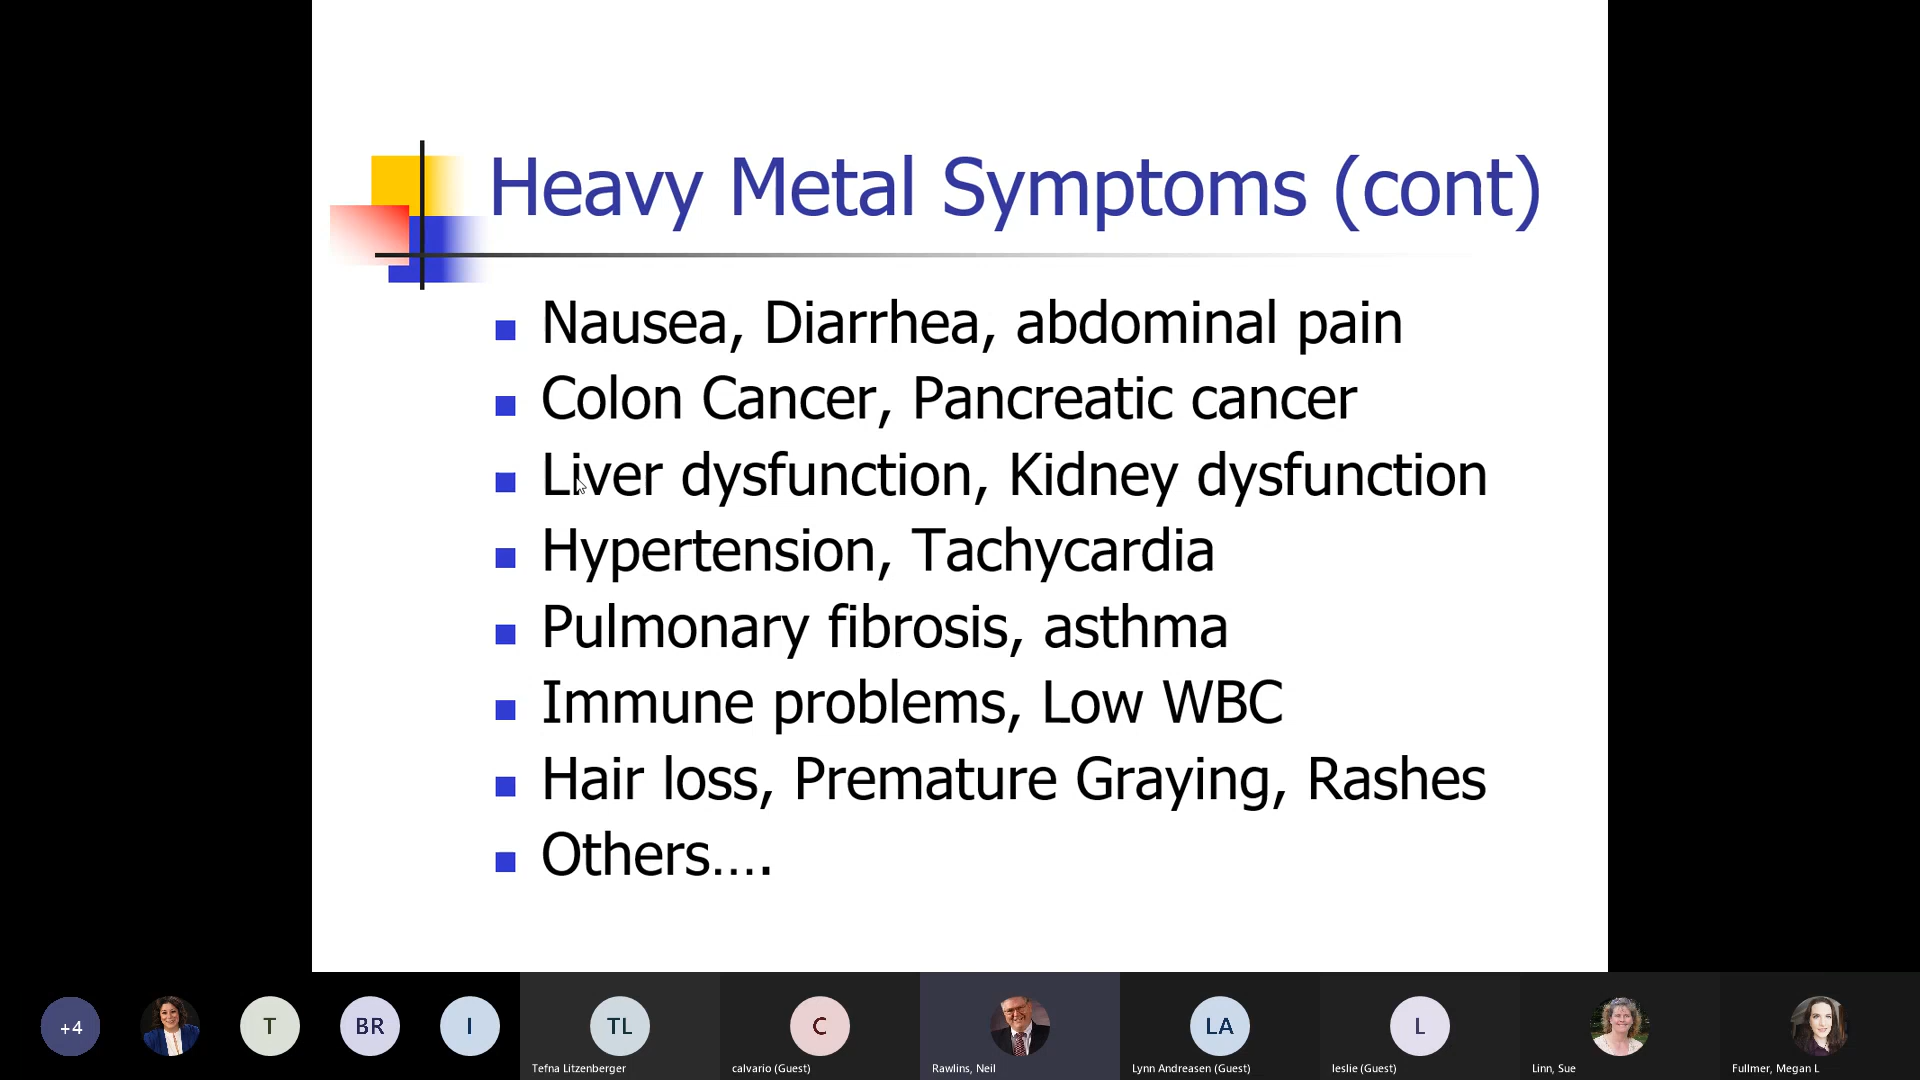 Heavy Metal Symptoms (cont)
Nausea, Diarrhea, abdominal pain
Colon Cancer, Pancreatic cancer
Liver dysfunction, Kidney dysfunction
Hypertension, Tachycardia
Pulmonary fibrosis, asthma
Immune problems, Low WBC
Hair loss, Premature Graying, Rashes
Others....
+4
T
BR
I
TL
C
LA
L
Tefna Litzenberger
calvario (Guest)
Rawlins, Neil
Lynn Andreasen (Guest)
leslie (Guest)
Linn, Sue
Fullmer, Megan L